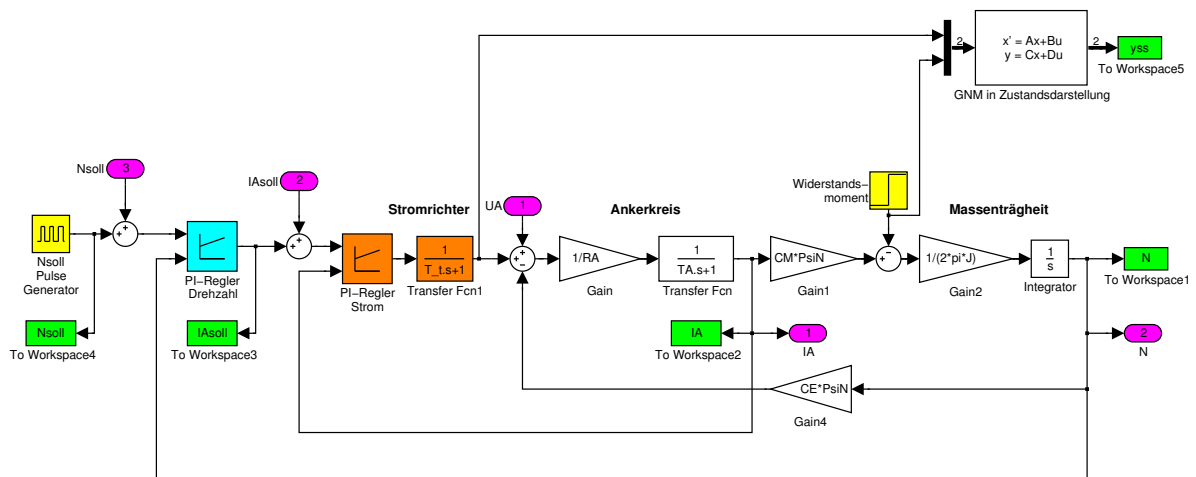 x' = Ax+Bu
y = Cx+Du
2
2
yss
To Workspace5
GNM in Zustandsdarstellung
Nsoll
3
IAsoll
2
UA
1
Widerstands−
moment
Stromrichter
Ankerkreis
Massenträgheit
Nsoll
Pulse
Generator
PI−Regler
Drehzahl
PI−Regler
Strom
1
T_t.s+1
Transfer Fcn1
1/RA
Gain
1
TA.s+1
Transfer Fcn
CM*PsiN
Gain1
1/(2*pi*J)
Gain2
1
s
Integrator
N
To Workspace1
Nsoll
To Workspace4
IAsoll
To Workspace3
IA
To Workspace2
1
IA
2
N
CE*PsiN
Gain4